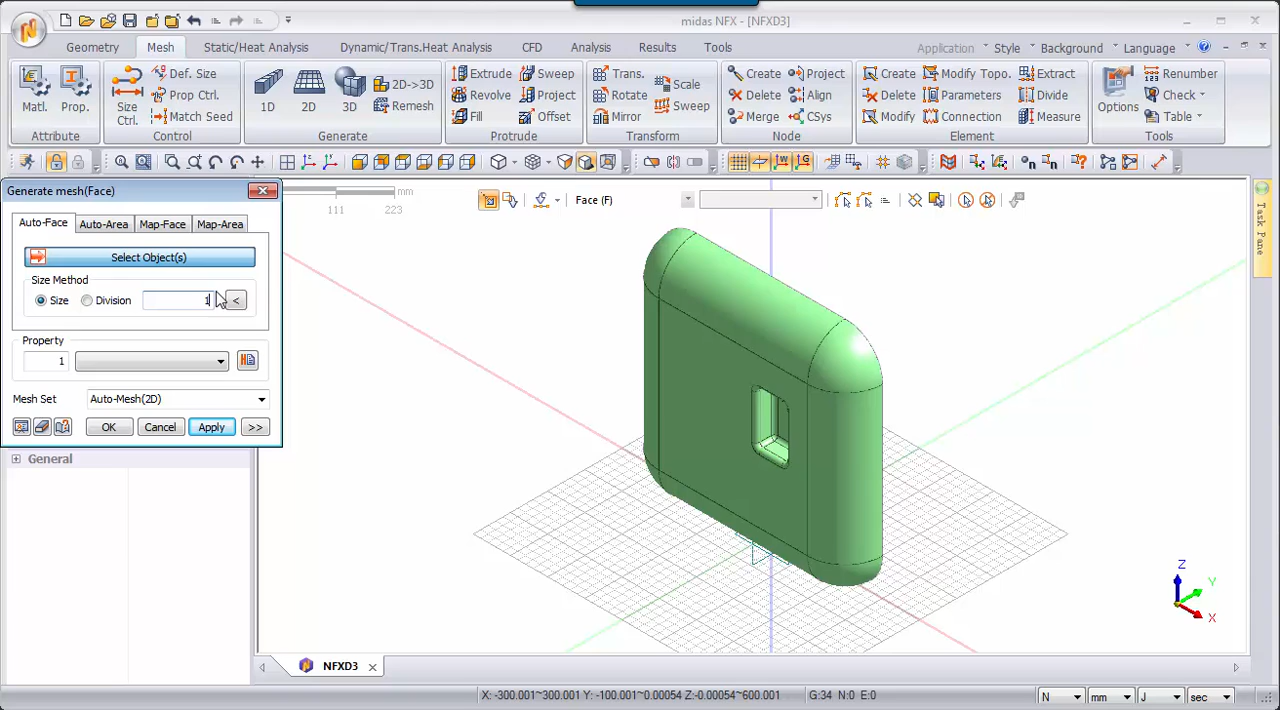 midas NFX - [NFXD3]
Geometry Mesh Static/Heat Analysis Dynamic/Trans.Heat Analysis CFD Analysis Results Tools Application Style Background Language
Matl. Prop. Size Ctrl. Def. Size Prop Ctrl. Match Seed 1D 2D 3D 2D->3D Remesh
Extrude Sweep Revolve Project Fill Offset
Trans. Scale Rotate Sweep Mirror
Create Project Delete Align Merge CSys
Create Modify Topo. Extract Delete Parameters Divide Modify Connection Measure
Options Renumber Check Table
Attribute Control Generate Protrude Transform Node Element Tools
Generate mesh(Face)
mm
111 223
Face (F)
Auto-Face Auto-Area Map-Face Map-Area
Select Object(s)
Size Method
Size Division 1 <
Property
1
Mesh Set Auto-Mesh(2D)
OK Cancel Apply >>
General
Task Pane
Z
Y
X
NFXD3
X: -300.001~300.001 Y: -100.001~0.00054 Z:-0.00054~600.001 G:34 N:0 E:0 N mm J sec